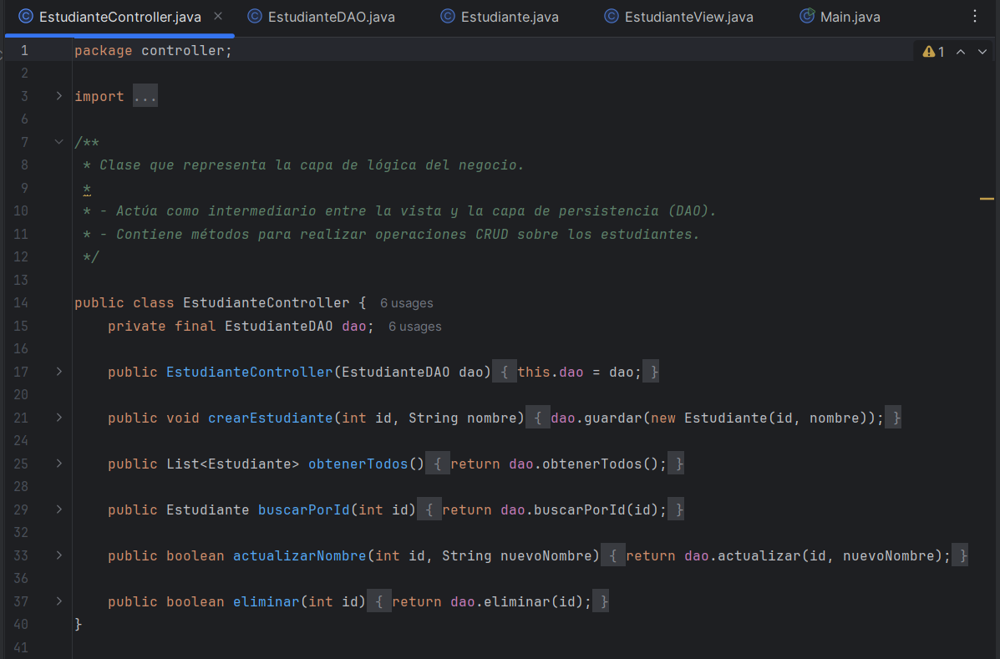 EstudianteController.java EstudianteDAO.java Estudiante.java EstudianteView.java Main.java
1 package controller; 1
2
3 import ...
6
7 /**
8 * Clase que representa la capa de lógica del negocio.
9 *
10 * - Actúa como intermediario entre la vista y la capa de persistencia (DAO).
11 * - Contiene métodos para realizar operaciones CRUD sobre los estudiantes.
12 */
13
14 public class EstudianteController { 6 usages
15 private final EstudianteDAO dao; 6 usages
16
17 public EstudianteController(EstudianteDAO dao) { this.dao = dao; }
20
21 public void crearEstudiante(int id, String nombre) { dao.guardar(new Estudiante(id, nombre)); }
24
25 public List<Estudiante> obtenerTodos() { return dao.obtenerTodos(); }
28
29 public Estudiante buscarPorId(int id) { return dao.buscarPorId(id); }
32
33 public boolean actualizarNombre(int id, String nuevoNombre) { return dao.actualizar(id, nuevoNombre); }
36
37 public boolean eliminar(int id) { return dao.eliminar(id); }
40 }
41